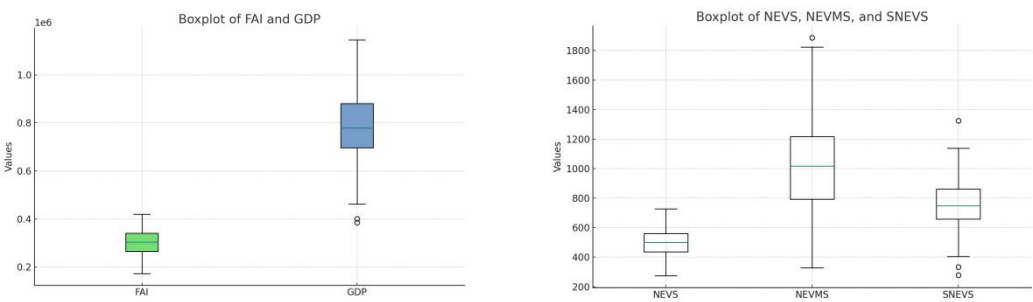 Boxplot of FAI and GDP
1e6
Values
1.0
0.8
0.6
0.4
0.2
FAI GDP
Boxplot of NEVS, NEVMS, and SNEVS
Values
1800
1600
1400
1200
1000
800
600
400
200
NEVS NEVMS SNEVS